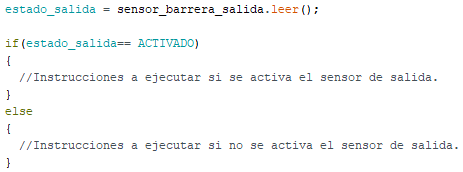 estado_salida = sensor_barrera_salida.leer();
if(estado_salida== ACTIVADO)
{
//Instrucciones a ejecutar si se activa el sensor de salida.
}
else
{
//Instrucciones a ejecutar si no se activa el sensor de salida.
}